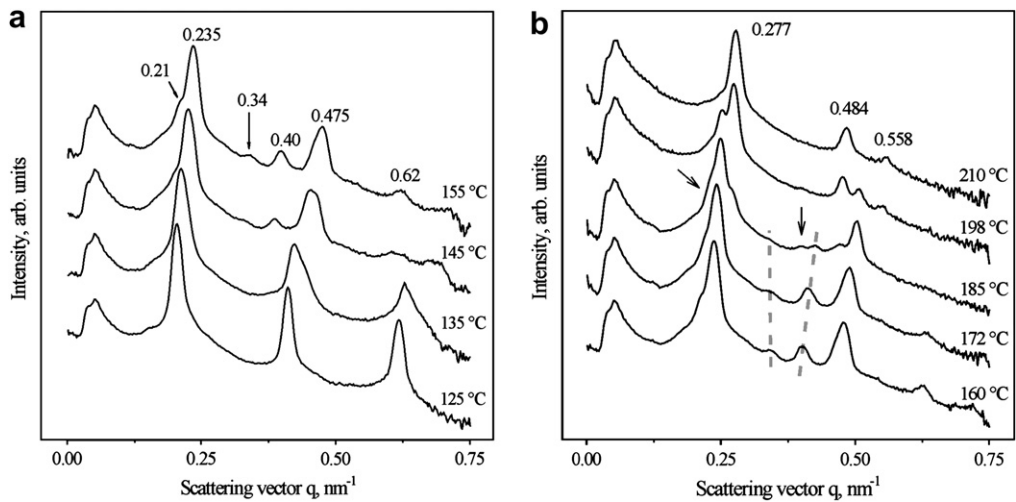 a
0.235
0.21
0.34
0.475
0.40
0.62
155 °C
145 °C
135 °C
125 °C
Intensity, arb. units
0.00
0.25
0.50
0.75
Scattering vector q, nm⁻¹
b
0.277
0.484
0.558
210 °C
198 °C
185 °C
172 °C
160 °C
Intensity, arb. units
0.00
0.25
0.50
0.75
Scattering vector q, nm⁻¹